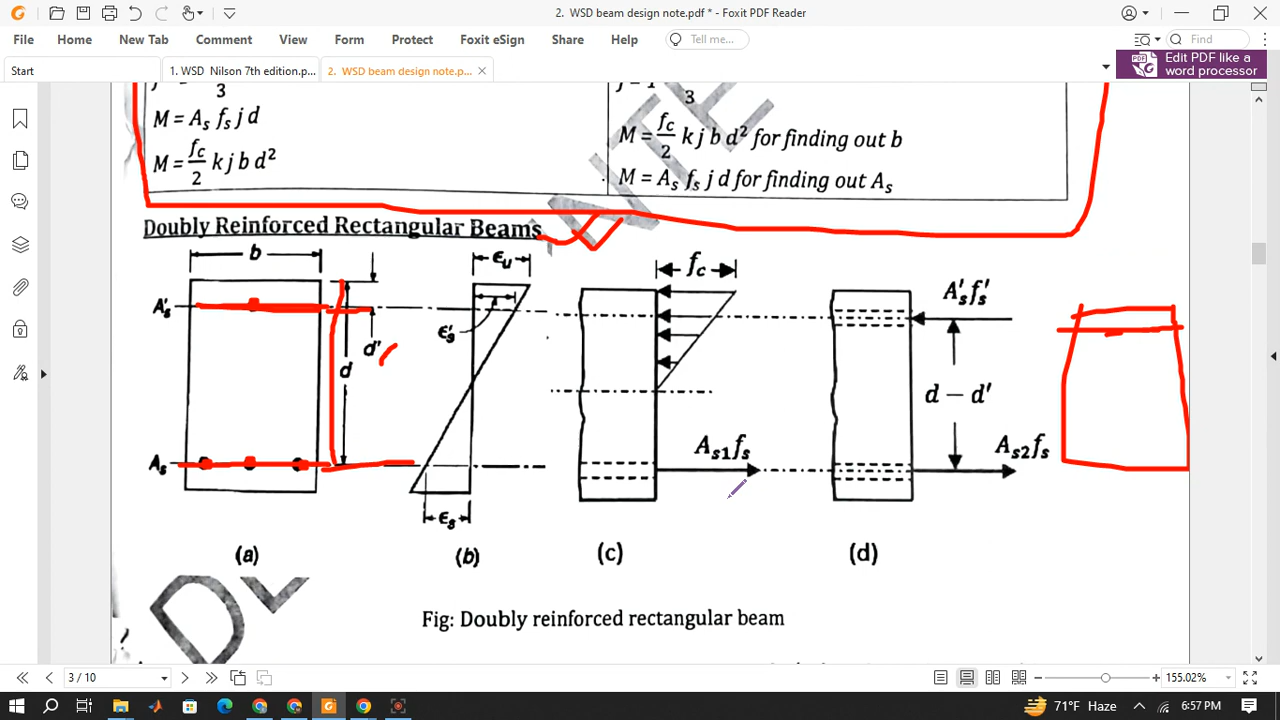 2. WSD beam design note.pdf * - Foxit PDF Reader
File Home New Tab Comment View Form Protect Foxit eSign Share Help Tell me... Find
Start 1. WSD Nilson 7th edition.p... 2. WSD beam design note.pd...
Edit PDF like a word processor
3
3
M = As fs j d
M = fc/2 k j b d²
M = fc/2 k j b d² for finding out b
M = As fs j d for finding out As
Doubly Reinforced Rectangular Beams
b
ϵu
fc
A's
ϵ's
d'
d
As
ϵs
As1fs
A's f's
d − d'
As2fs
(a) (b) (c) (d)
Fig: Doubly reinforced rectangular beam
3 / 10
155.02%
71°F Haze
6:57 PM